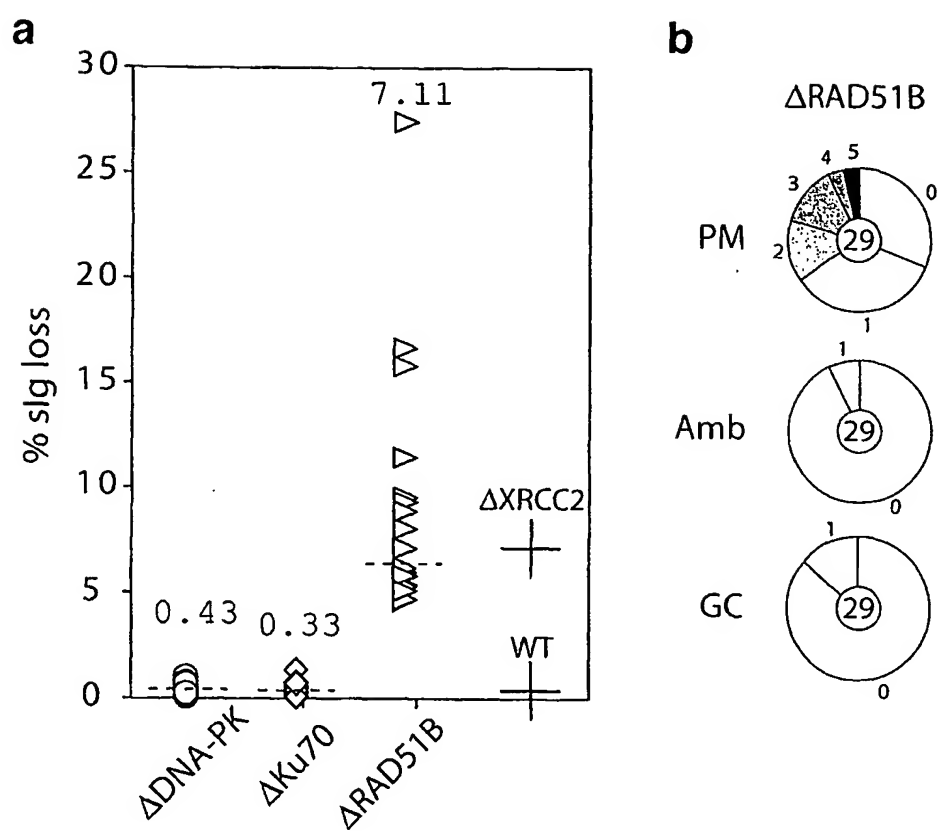 a
30
25
20
15
10
5
0
% sIg loss
7.11
0.43
0.33
ΔXRCC2
WT
ΔDNA-PK
ΔKu70
ΔRAD51B
b
ΔRAD51B
PM
0
1
2
3
4
5
29
Amb
1
29
0
GC
1
29
0